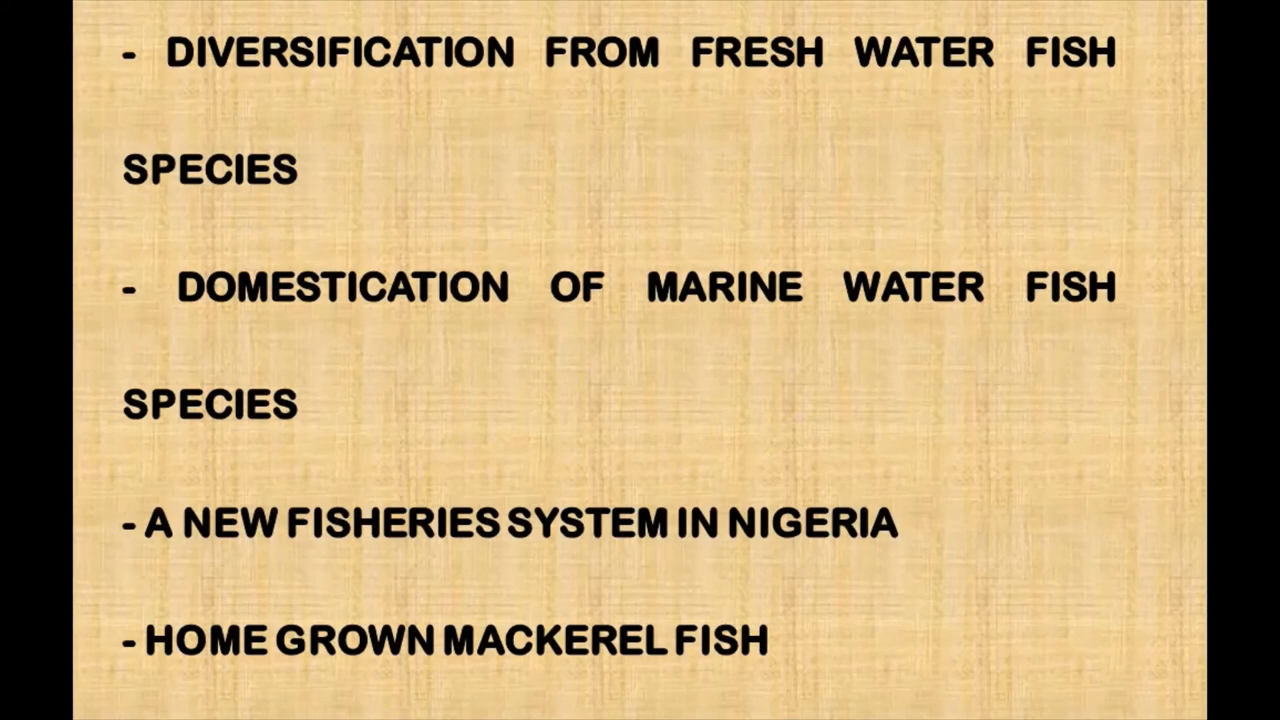 - DIVERSIFICATION FROM FRESH WATER FISH
SPECIES
- DOMESTICATION OF MARINE WATER FISH
SPECIES
- A NEW FISHERIES SYSTEM IN NIGERIA
- HOME GROWN MACKEREL FISH